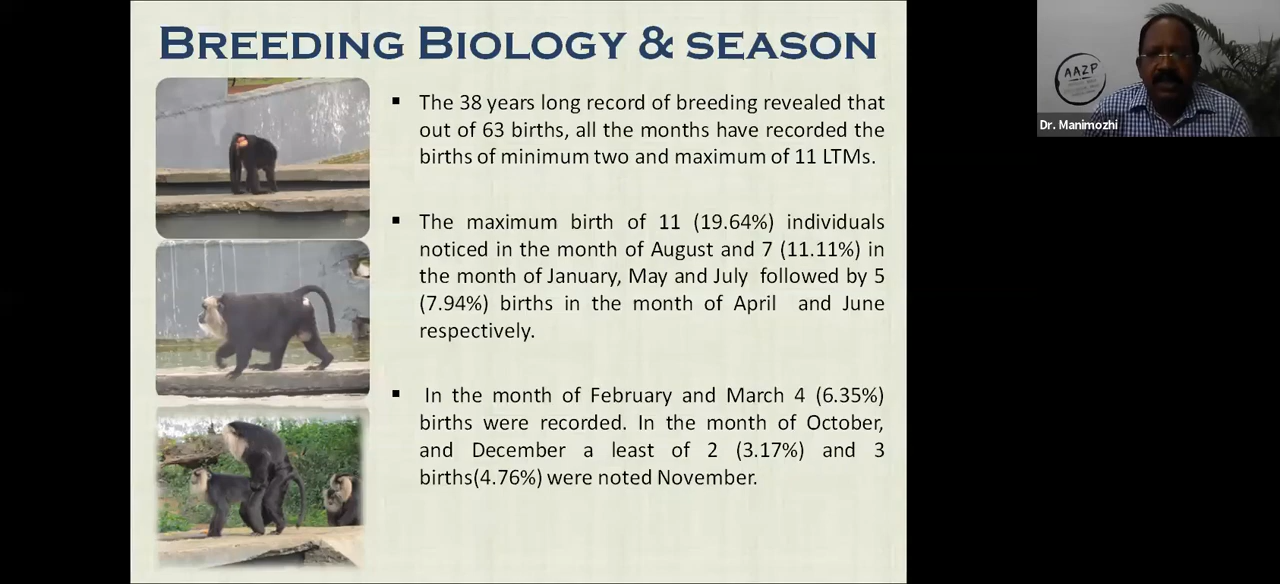 BREEDING BIOLOGY & SEASON
▪ The 38 years long record of breeding revealed that
out of 63 births, all the months have recorded the
births of minimum two and maximum of 11 LTMs.
▪ The maximum birth of 11 (19.64%) individuals
noticed in the month of August and 7 (11.11%) in
the month of January, May and July followed by 5
(7.94%) births in the month of April and June
respectively.
▪ In the month of February and March 4 (6.35%)
births were recorded. In the month of October,
and December a least of 2 (3.17%) and 3
births(4.76%) were noted November.
AAZP
Dr. Manimozhi